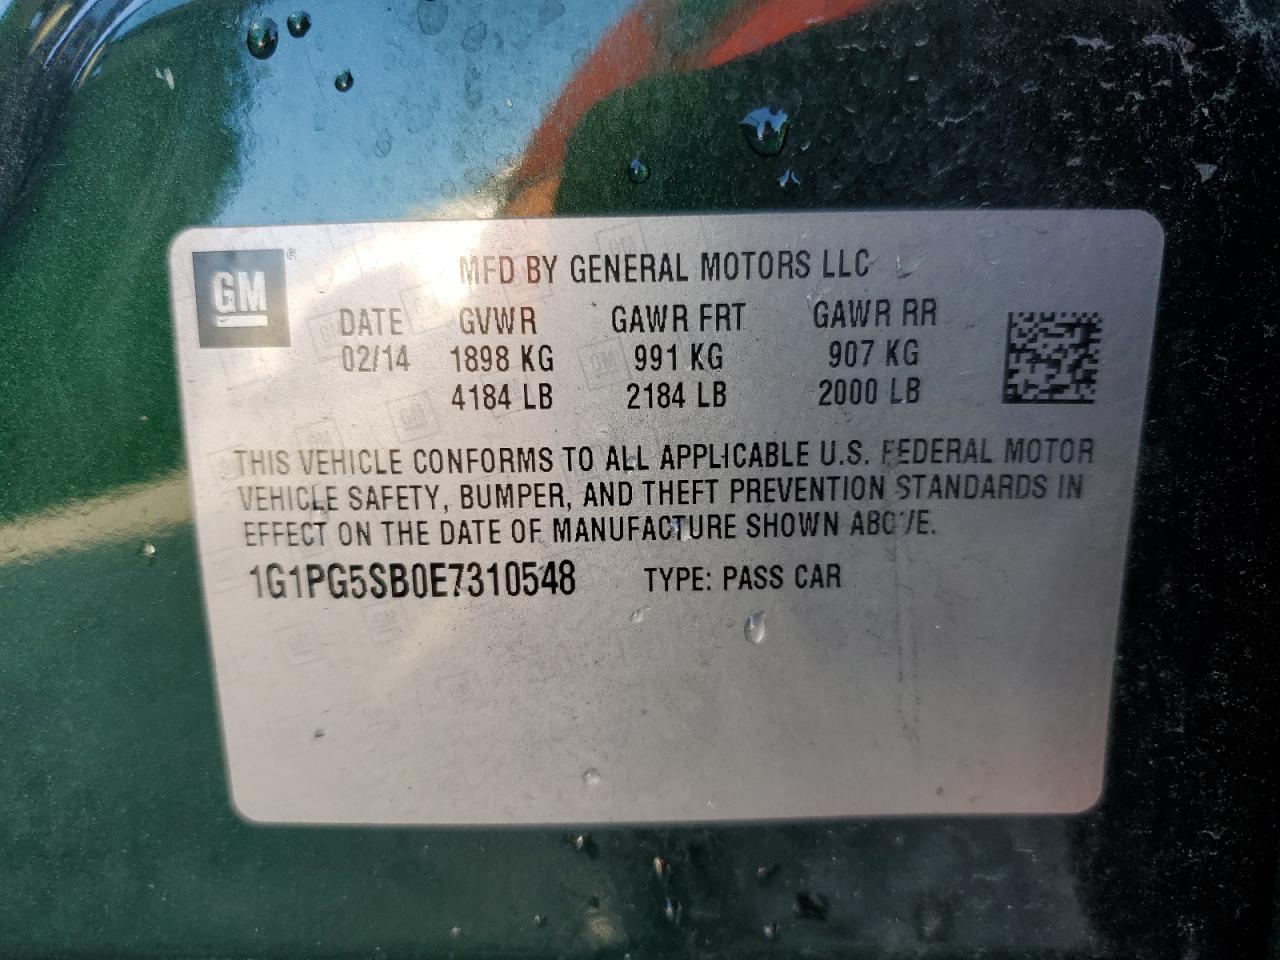 GM
MFD BY GENERAL MOTORS LLC
DATE GVWR GAWR FRT GAWR RR
02/14 1898 KG 991 KG 907 KG
4184 LB 2184 LB 2000 LB
THIS VEHICLE CONFORMS TO ALL APPLICABLE U.S. FEDERAL MOTOR
VEHICLE SAFETY, BUMPER, AND THEFT PREVENTION STANDARDS IN
EFFECT ON THE DATE OF MANUFACTURE SHOWN ABOVE.
1G1PG5SB0E7310548 TYPE: PASS CAR